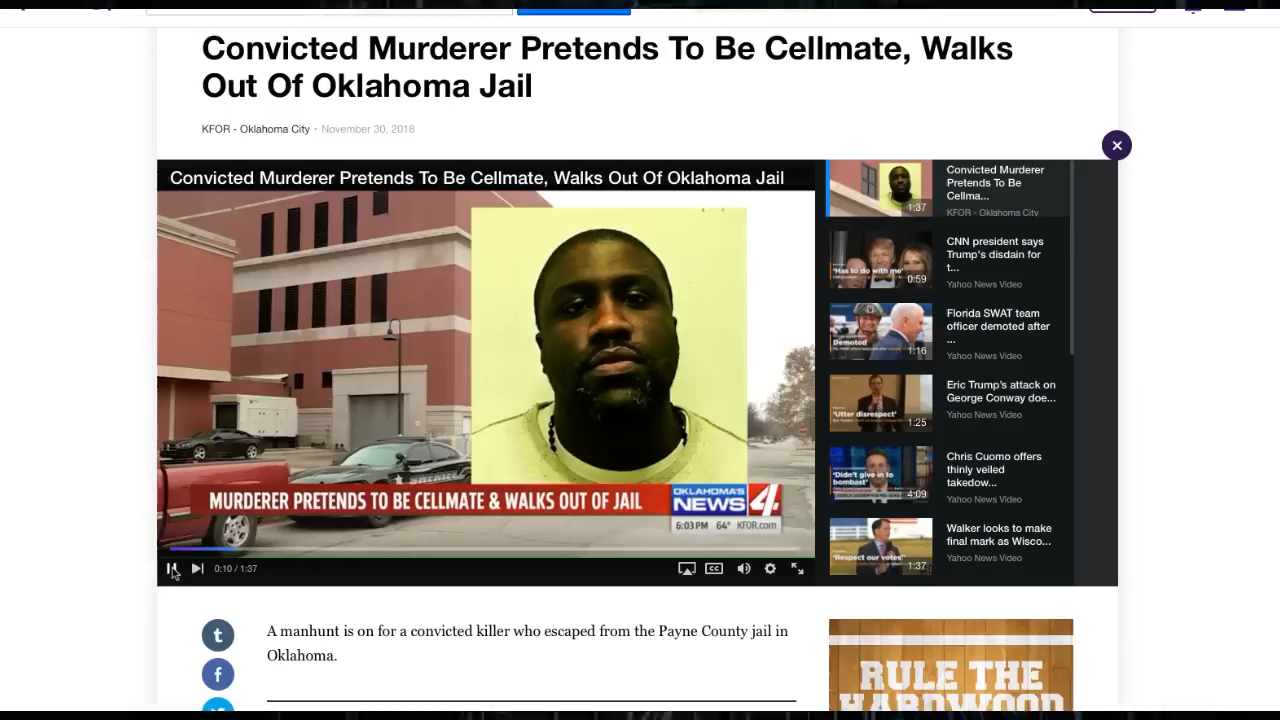 Convicted Murderer Pretends To Be Cellmate, Walks
Out Of Oklahoma Jail
KFOR - Oklahoma City • November 30, 2018
Convicted Murderer Pretends To Be Cellmate, Walks Out Of Oklahoma Jail
MURDERER PRETENDS TO BE CELLMATE & WALKS OUT OF JAIL
OKLAHOMA'S
NEWS 4
6:03 PM 64° KFOR.com
0:10 / 1:37
CC
Convicted Murderer
Pretends To Be
Cellma...
KFOR - Oklahoma City
1:37
CNN president says
Trump's disdain for
t...
Yahoo News Video
'Has to do with me'
0:59
Florida SWAT team
officer demoted after
...
Yahoo News Video
Demoted
1:16
Eric Trump's attack on
George Conway doe...
Yahoo News Video
'Utter disrespect'
1:25
Chris Cuomo offers
thinly veiled
takedow...
Yahoo News Video
'Didn't give in to
bombast'
4:09
Walker looks to make
final mark as Wisco...
Yahoo News Video
'Respect our votes'
1:37
t
f
A manhunt is on for a convicted killer who escaped from the Payne County jail in
Oklahoma.
RULE THE
HARDWOOD